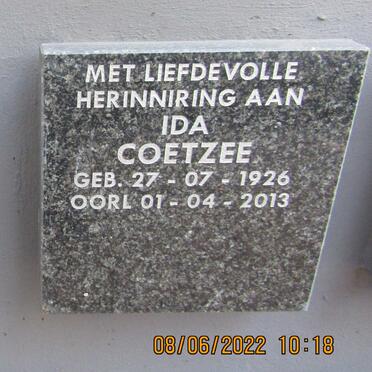 MET LIEFDEVOLLE
HERINNIRING AAN
IDA
COETZEE
GEB. 27 - 07 - 1926
OORL 01 - 04 - 2013
08/06/2022 10:18